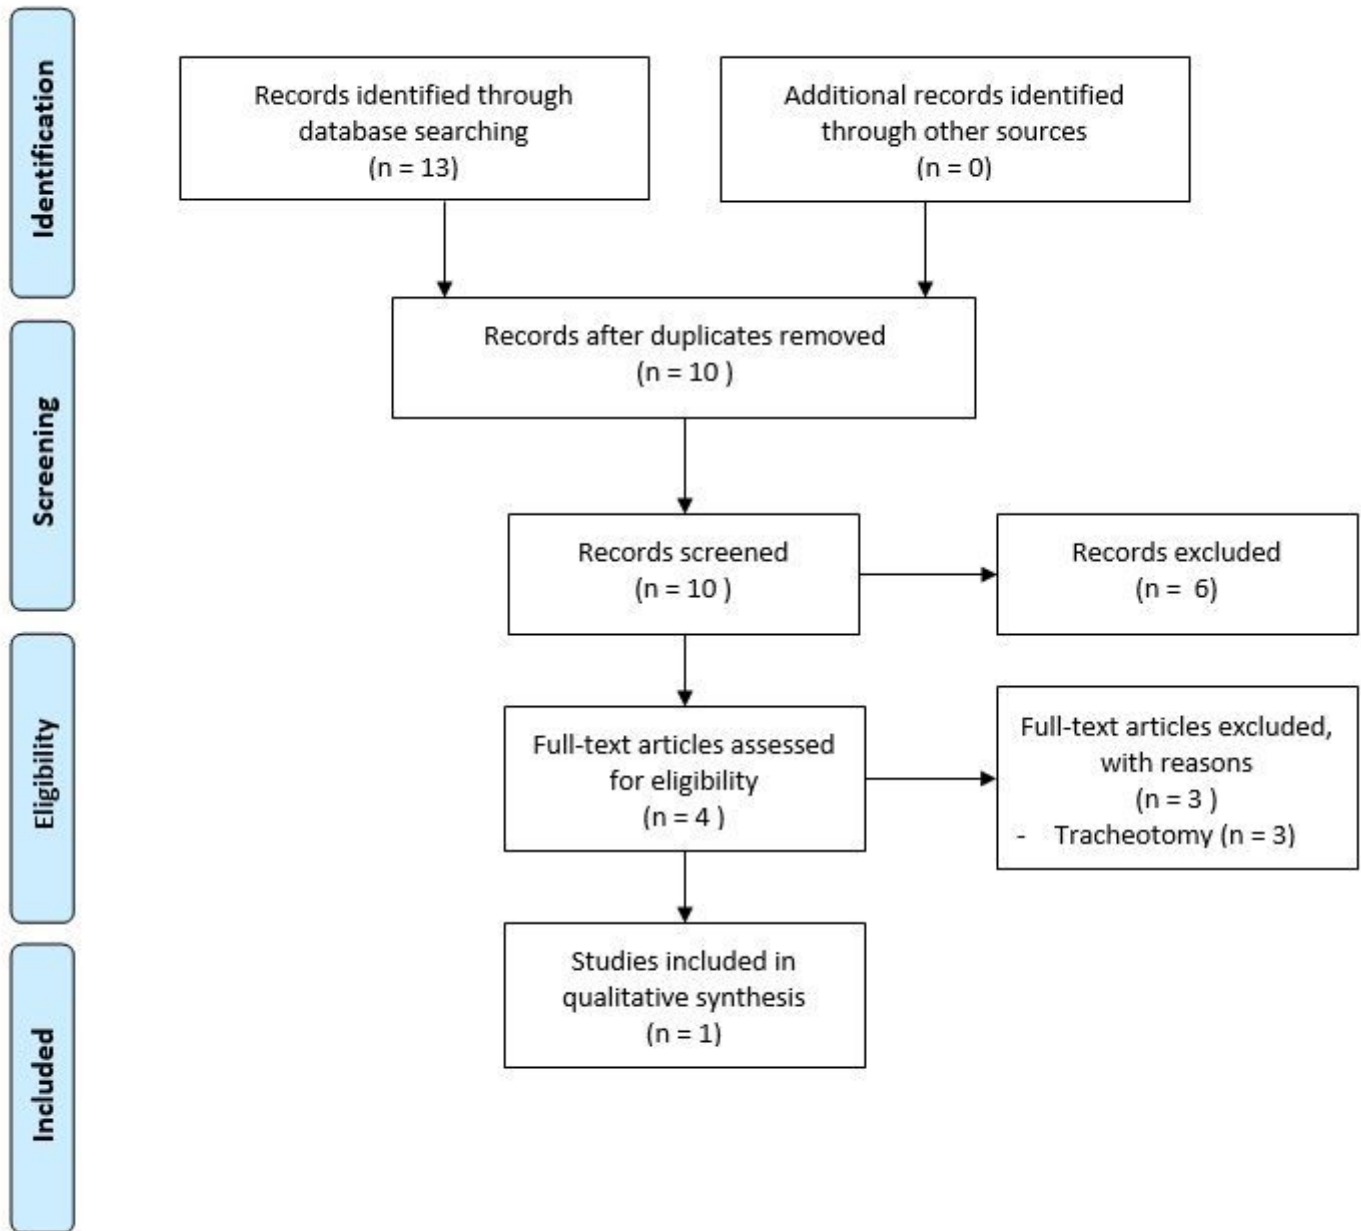 Identification
Records identified through
database searching
(n = 13)
Additional records identified
through other sources
(n = 0)
Screening
Records after duplicates removed
(n = 10 )
Records screened
(n = 10 )
Records excluded
(n =  6)
Eligibility
Full-text articles assessed
for eligibility
(n = 4 )
Full-text articles excluded,
with reasons
(n = 3 )
-    Tracheotomy (n = 3)
Included
Studies included in
qualitative synthesis
(n = 1)